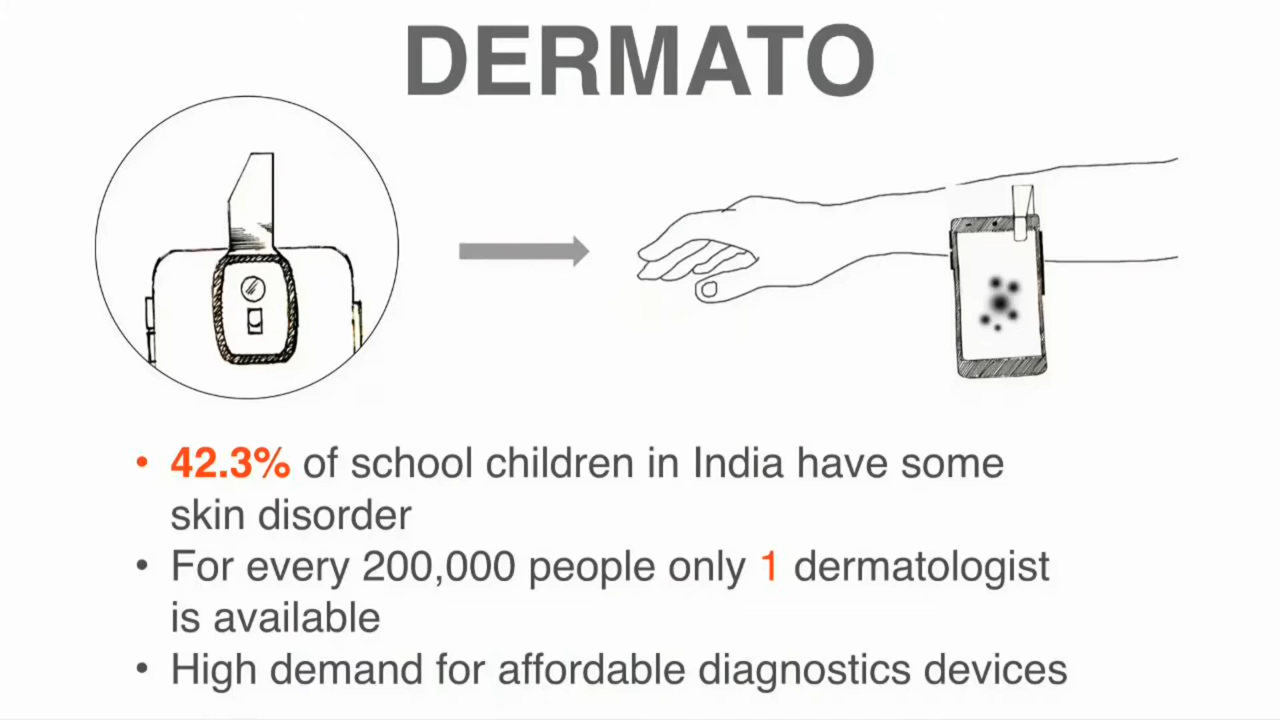 DERMATO
• 42.3% of school children in India have some
skin disorder
• For every 200,000 people only 1 dermatologist
is available
• High demand for affordable diagnostics devices